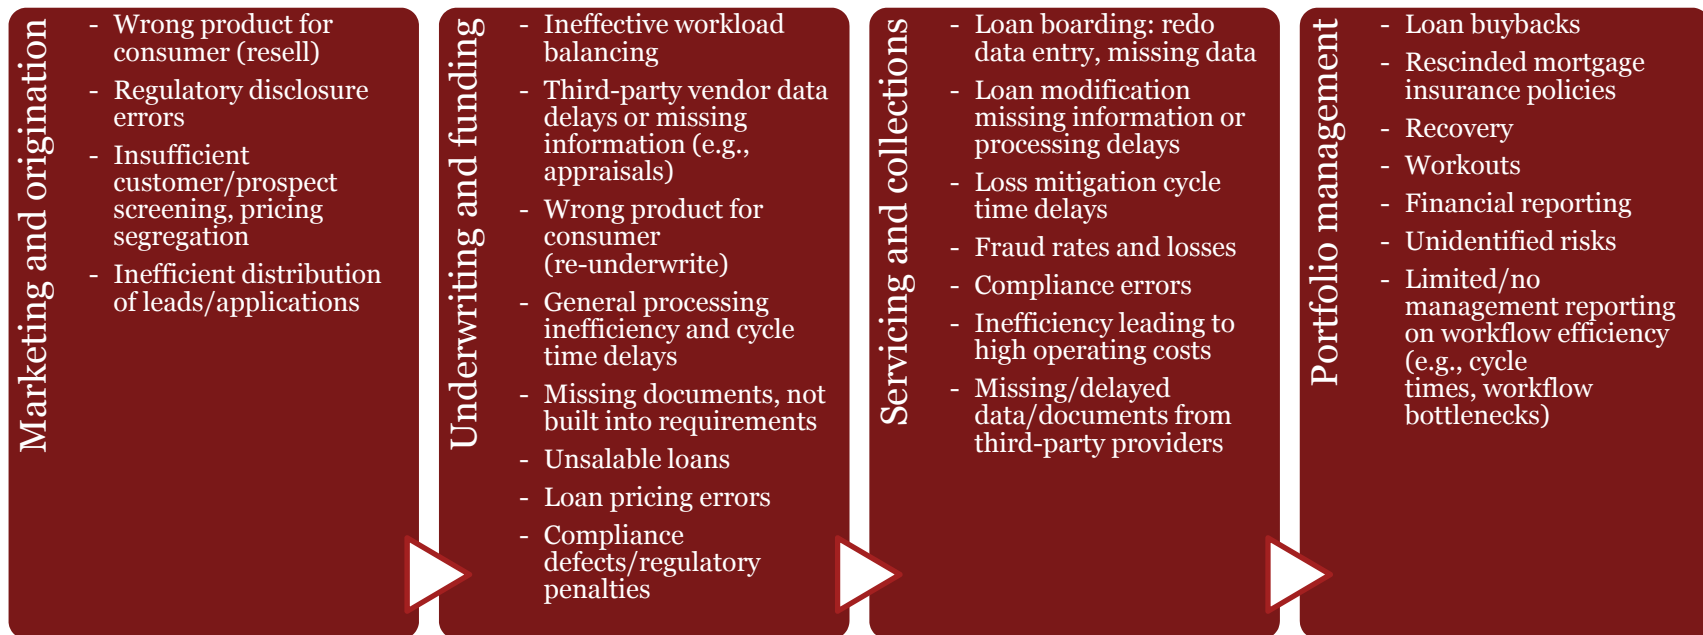 Marketing and origination
- Wrong product for
consumer (resell)
- Regulatory disclosure
errors
- Insufficient
customer/prospect
screening, pricing
segregation
- Inefficient distribution
of leads/applications
Underwriting and funding
- Ineffective workload
balancing
- Third-party vendor data
delays or missing
information (e.g.,
appraisals)
- Wrong product for
consumer
(re-underwrite)
- General processing
inefficiency and cycle
time delays
- Missing documents, not
built into requirements
- Unsalable loans
- Loan pricing errors
- Compliance
defects/regulatory
penalties
Servicing and collections
- Loan boarding: redo
data entry, missing data
- Loan modification
missing information or
processing delays
- Loss mitigation cycle
time delays
- Fraud rates and losses
- Compliance errors
- Inefficiency leading to
high operating costs
- Missing/delayed
data/documents from
third-party providers
Portfolio management
- Loan buybacks
- Rescinded mortgage
insurance policies
- Recovery
- Workouts
- Financial reporting
- Unidentified risks
- Limited/no
management reporting
on workflow efficiency
(e.g., cycle
times, workflow
bottlenecks)